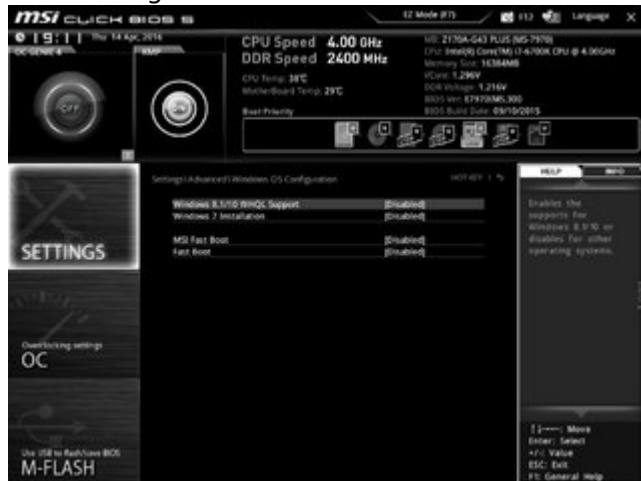 msi CLICK BIOS 5
EZ Mode (F7)
F12
Language
X
Thu 14 Apr, 2016
OC GENIE 4
XMP
OFF
ON
CPU Speed 4.00 GHz
DDR Speed 2400 MHz
CPU Temp: 38°C
MotherBoard Temp: 29°C
MB: Z170A-G43 PLUS (MS-7970)
CPU: Intel(R) Core(TM) i7-6700K CPU @ 4.00GHz
Memory Size: 16384MB
VCore: 1.296V
DDR Voltage: 1.216V
BIOS Ver: E7970IMS.300
BIOS Build Date: 09/10/2015
Boot Priority
Settings\Advanced\Windows OS Configuration
HOT KEY
Windows 8.1/10 WHQL Support [Disabled]
Windows 7 Installation [Disabled]
MSI Fast Boot [Disabled]
Fast Boot [Disabled]
SETTINGS
Overclocking settings
OC
Use USB to flash/save BIOS
M-FLASH
HELP
INFO
Enables the
supports for
Windows 8.1/10 or
disables for other
operating systems.
Move
Enter: Select
+/-: Value
ESC: Exit
F1: General Help